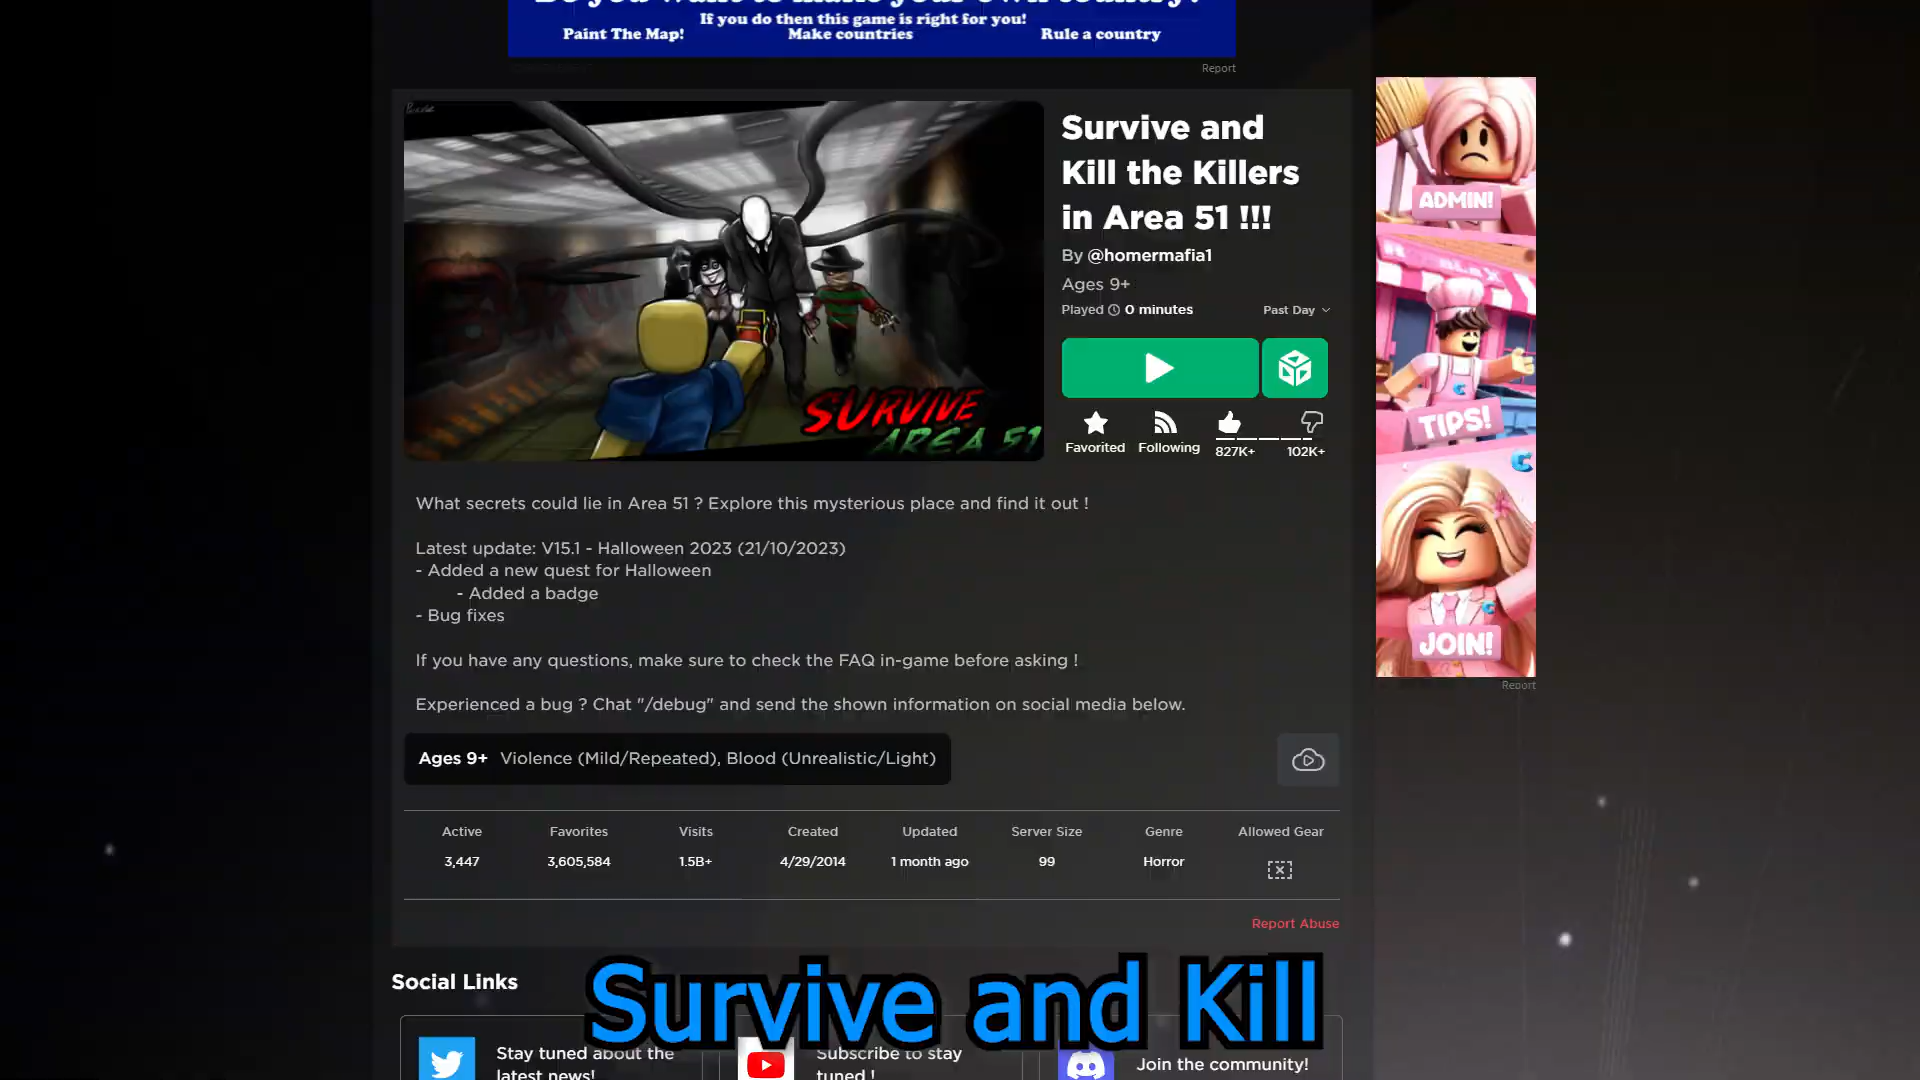 Do you want to make your own country?
If you do then this game is right for you!
Paint The Map! Make countries Rule a country
Report
SURVIVE
AREA 51
Survive and
Kill the Killers
in Area 51 !!!
By @homermafia1
Ages 9+
Played 0 minutes Past Day
Favorited Following 827K+ 102K+
ADMIN!
TIPS!
JOIN!
Report
What secrets could lie in Area 51 ? Explore this mysterious place and find it out !
Latest update: V15.1 - Halloween 2023 (21/10/2023)
- Added a new quest for Halloween
- Added a badge
- Bug fixes
If you have any questions, make sure to check the FAQ in-game before asking !
Experienced a bug ? Chat "/debug" and send the shown information on social media below.
Ages 9+ Violence (Mild/Repeated), Blood (Unrealistic/Light)
Active Favorites Visits Created Updated Server Size Genre Allowed Gear
3,447 3,605,584 1.5B+ 4/29/2014 1 month ago 99 Horror
Report Abuse
Social Links
Survive and Kill
Stay tuned about the
latest news!
Subscribe to stay
tuned !
Join the community!